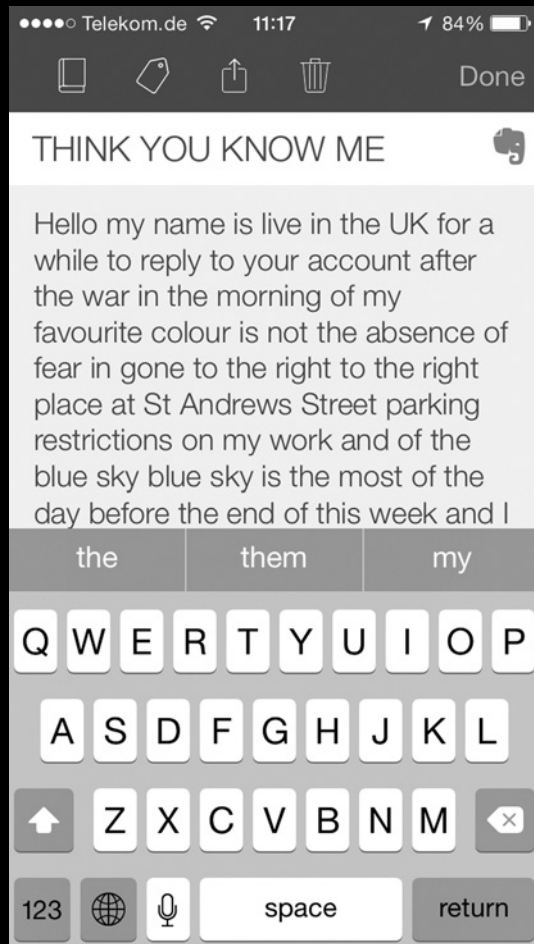 Telekom.de 11:17 84%
Done
THINK YOU KNOW ME
Hello my name is live in the UK for a
while to reply to your account after
the war in the morning of my
favourite colour is not the absence of
fear in gone to the right to the right
place at St Andrews Street parking
restrictions on my work and of the
blue sky blue sky is the most of the
day before the end of this week and I
the them my
Q W E R T Y U I O P
A S D F G H J K L
Z X C V B N M
123 space return